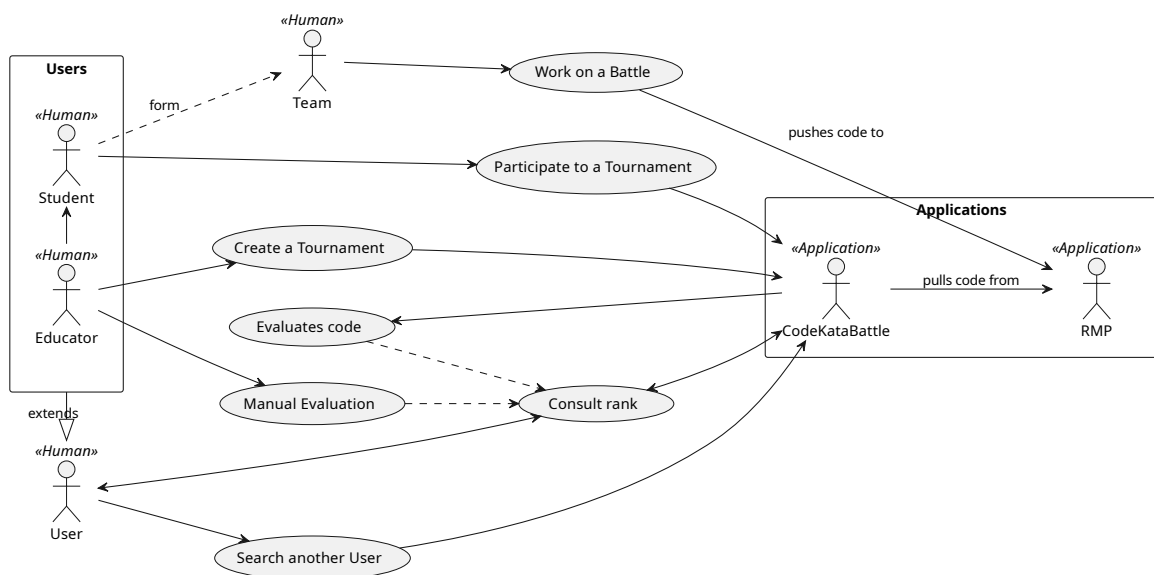 «Human»
Team
Work on a Battle
Users
form
«Human»
Student
pushes code to
Participate to a Tournament
Applications
«Human»
Educator
Create a Tournament
«Application»
CodeKataBattle
pulls code from
«Application»
RMP
Evaluates code
Manual Evaluation
Consult rank
extends
«Human»
User
Search another User